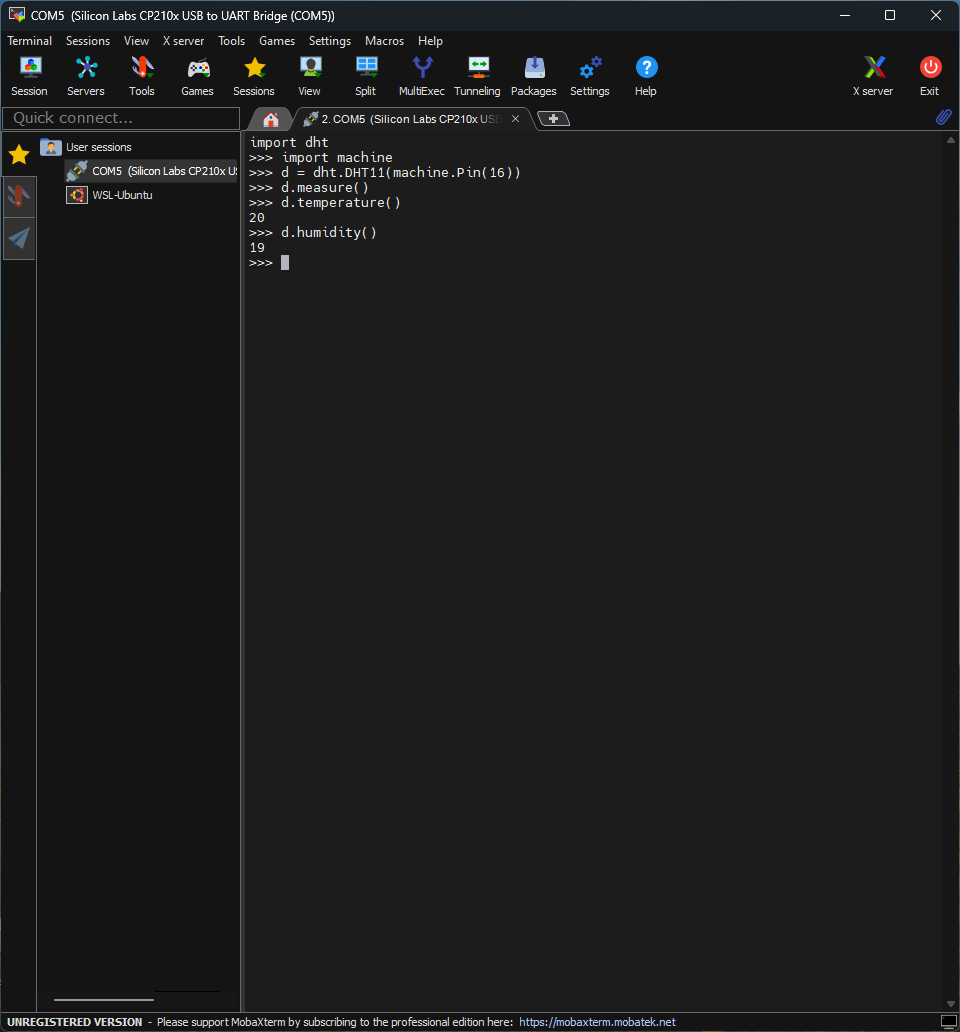 COM5  (Silicon Labs CP210x USB to UART Bridge (COM5))
Terminal Sessions View X server Tools Games Settings Macros Help
Session Servers Tools Games Sessions View Split MultiExec Tunneling Packages Settings Help X server Exit
Quick connect...
2. COM5  (Silicon Labs CP210x USB
User sessions
COM5  (Silicon Labs CP210x US
WSL-Ubuntu
import dht
>>> import machine
>>> d = dht.DHT11(machine.Pin(16))
>>> d.measure()
>>> d.temperature()
20
>>> d.humidity()
19
>>>
UNREGISTERED VERSION  -  Please support MobaXterm by subscribing to the professional edition here:  https://mobaxterm.mobatek.net